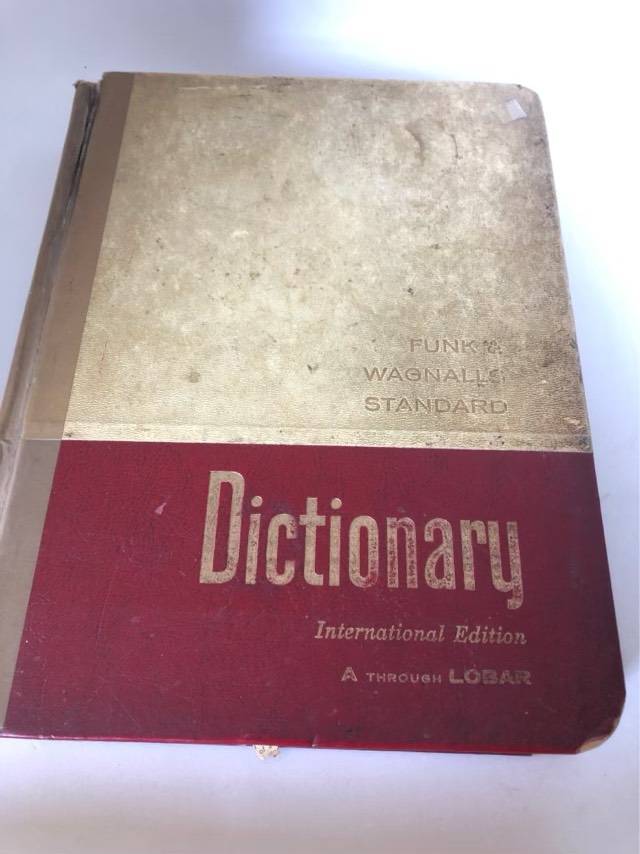 FUNK &
WAGNALLS
STANDARD
Dictionary
International Edition
A THROUGH LOBAR